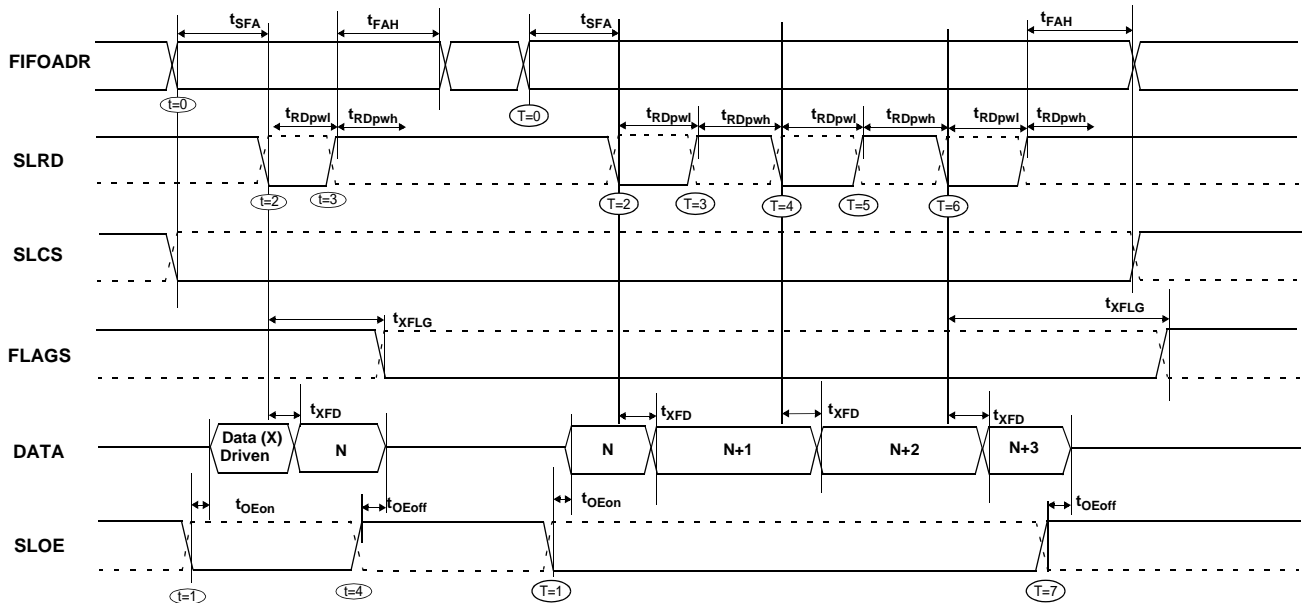 tSFA tFAH tSFA tFAH
FIFOADR
t=0 T=0
tRDpwl tRDpwh tRDpwl tRDpwh tRDpwl tRDpwh tRDpwl tRDpwh
SLRD
t=2 t=3 T=2 T=3 T=4 T=5 T=6
SLCS
tXFLG tXFLG
FLAGS
tXFD tXFD tXFD tXFD
DATA
Data (X)
Driven
N N N+1 N+2 N+3
tOEon tOEoff tOEon tOEoff
SLOE
t=1 t=4 T=1 T=7